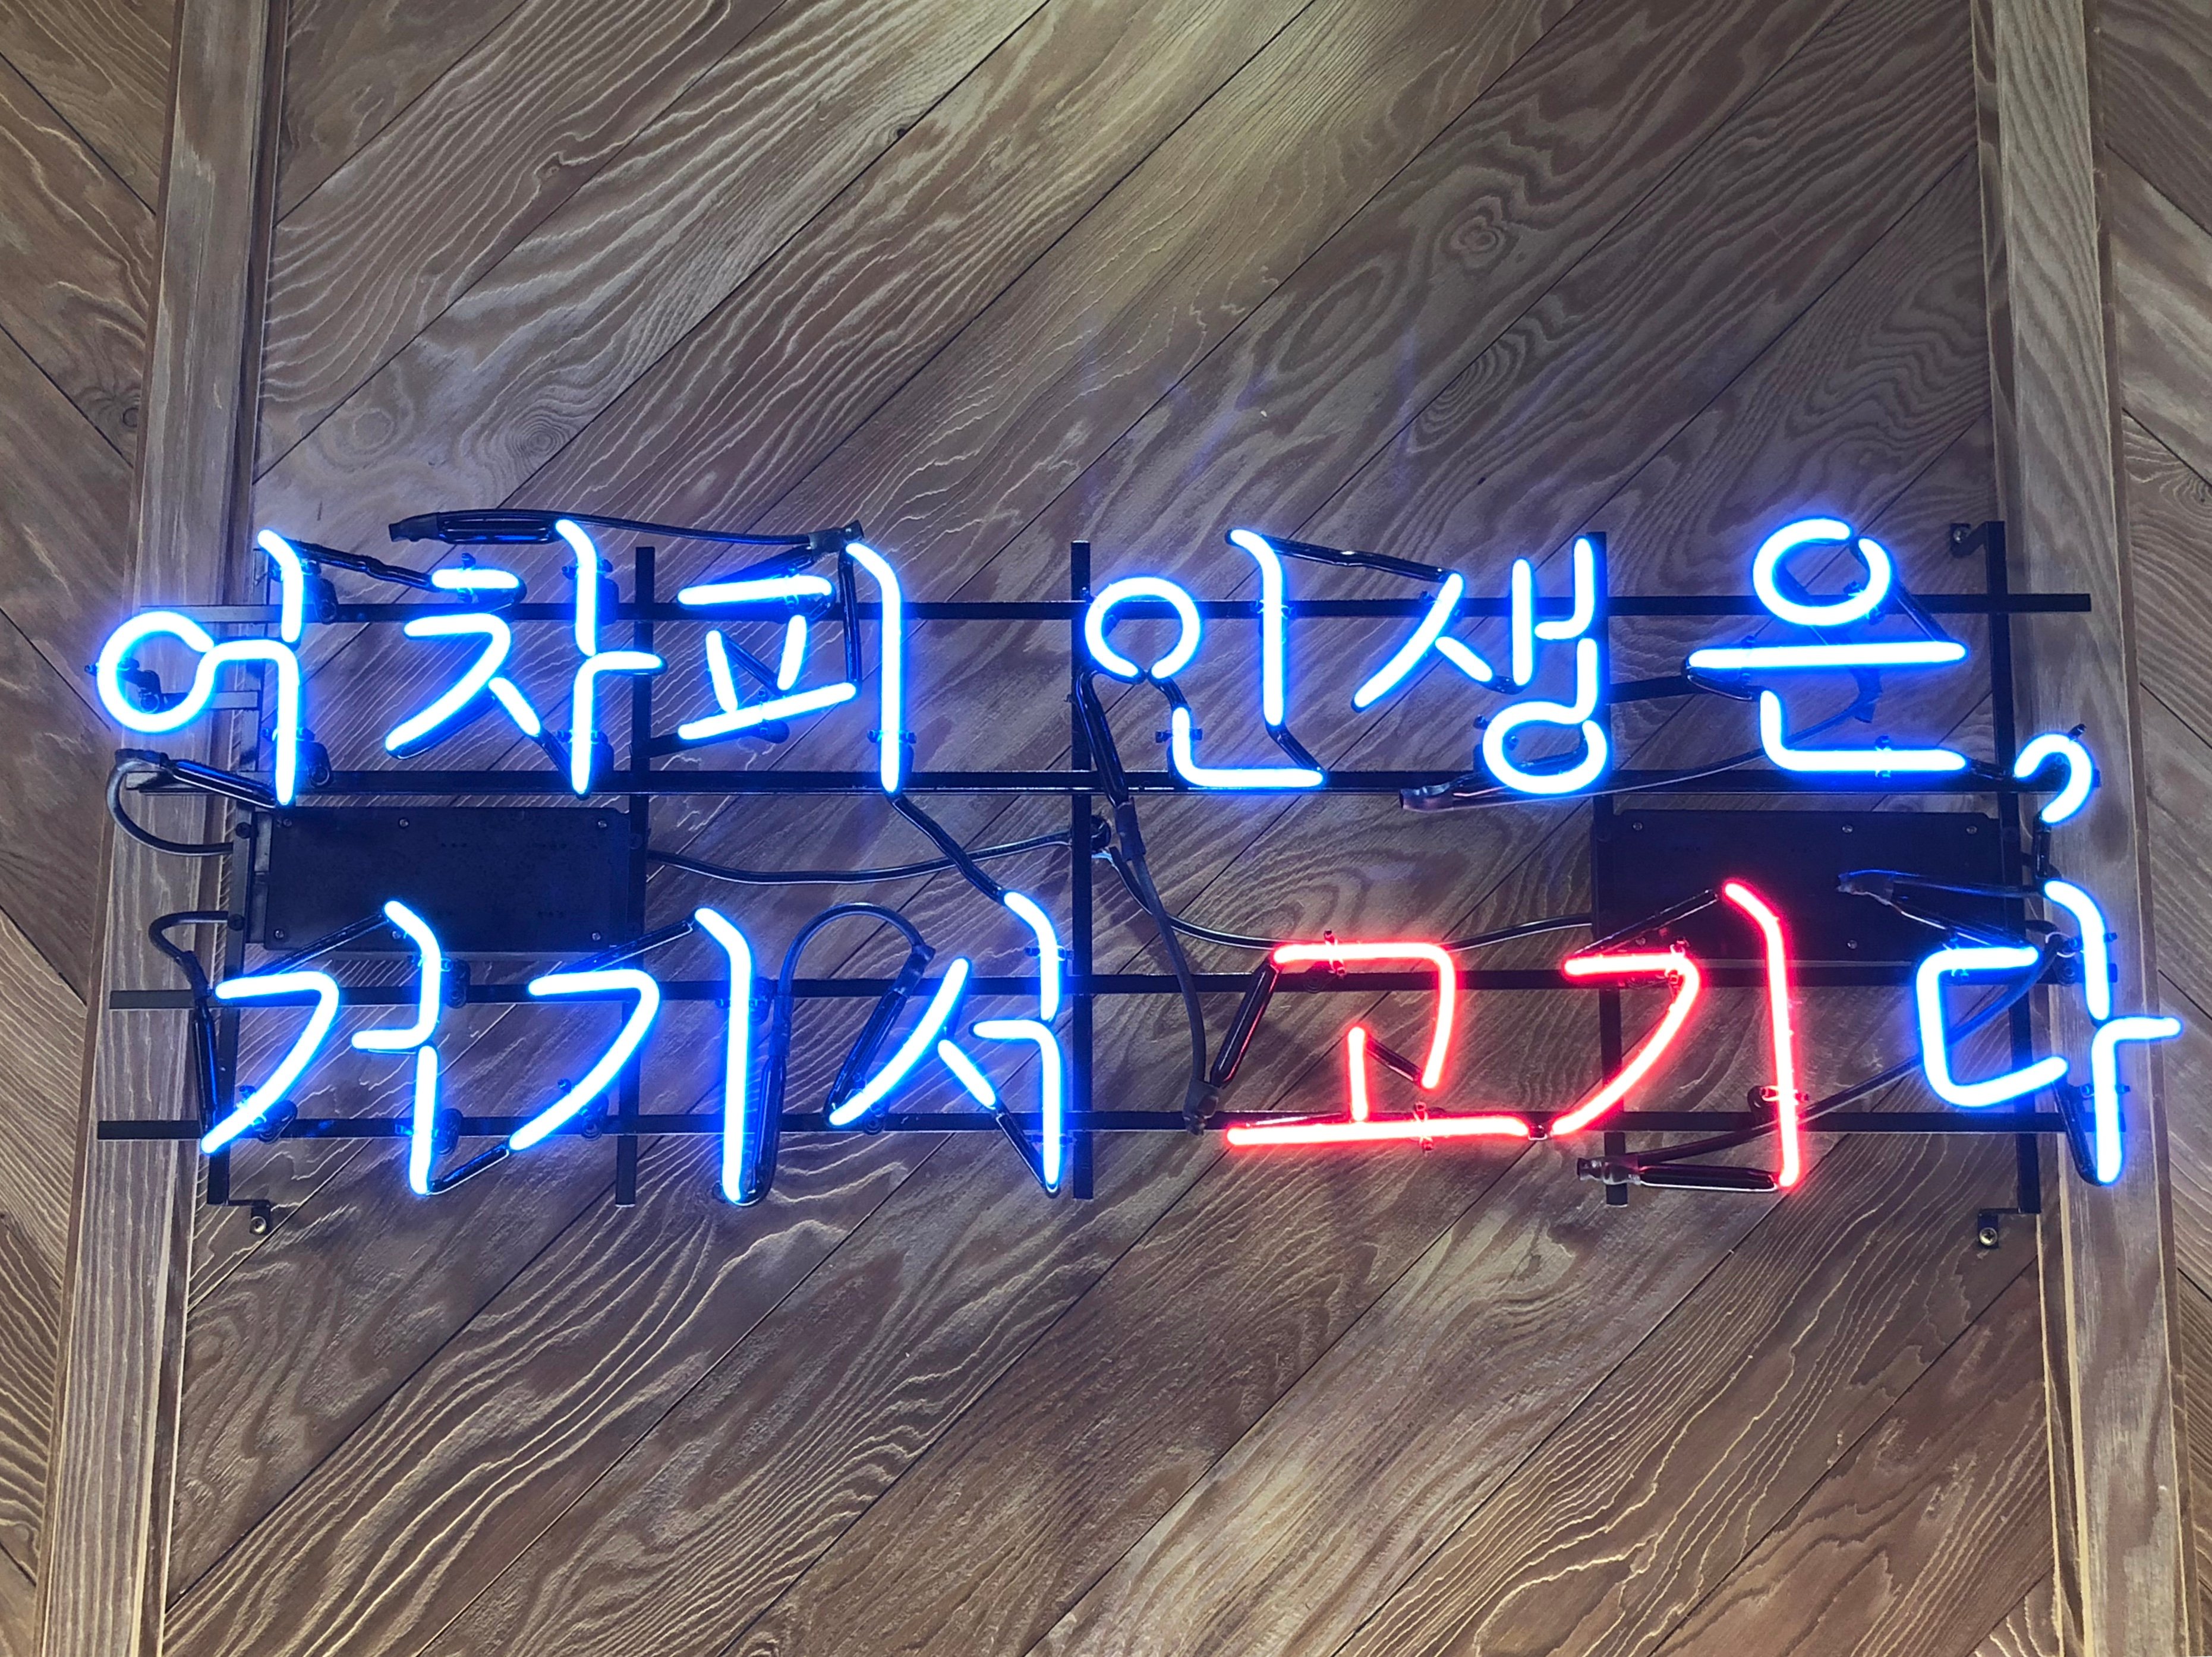 어차피 인생은,
거기서 고기다